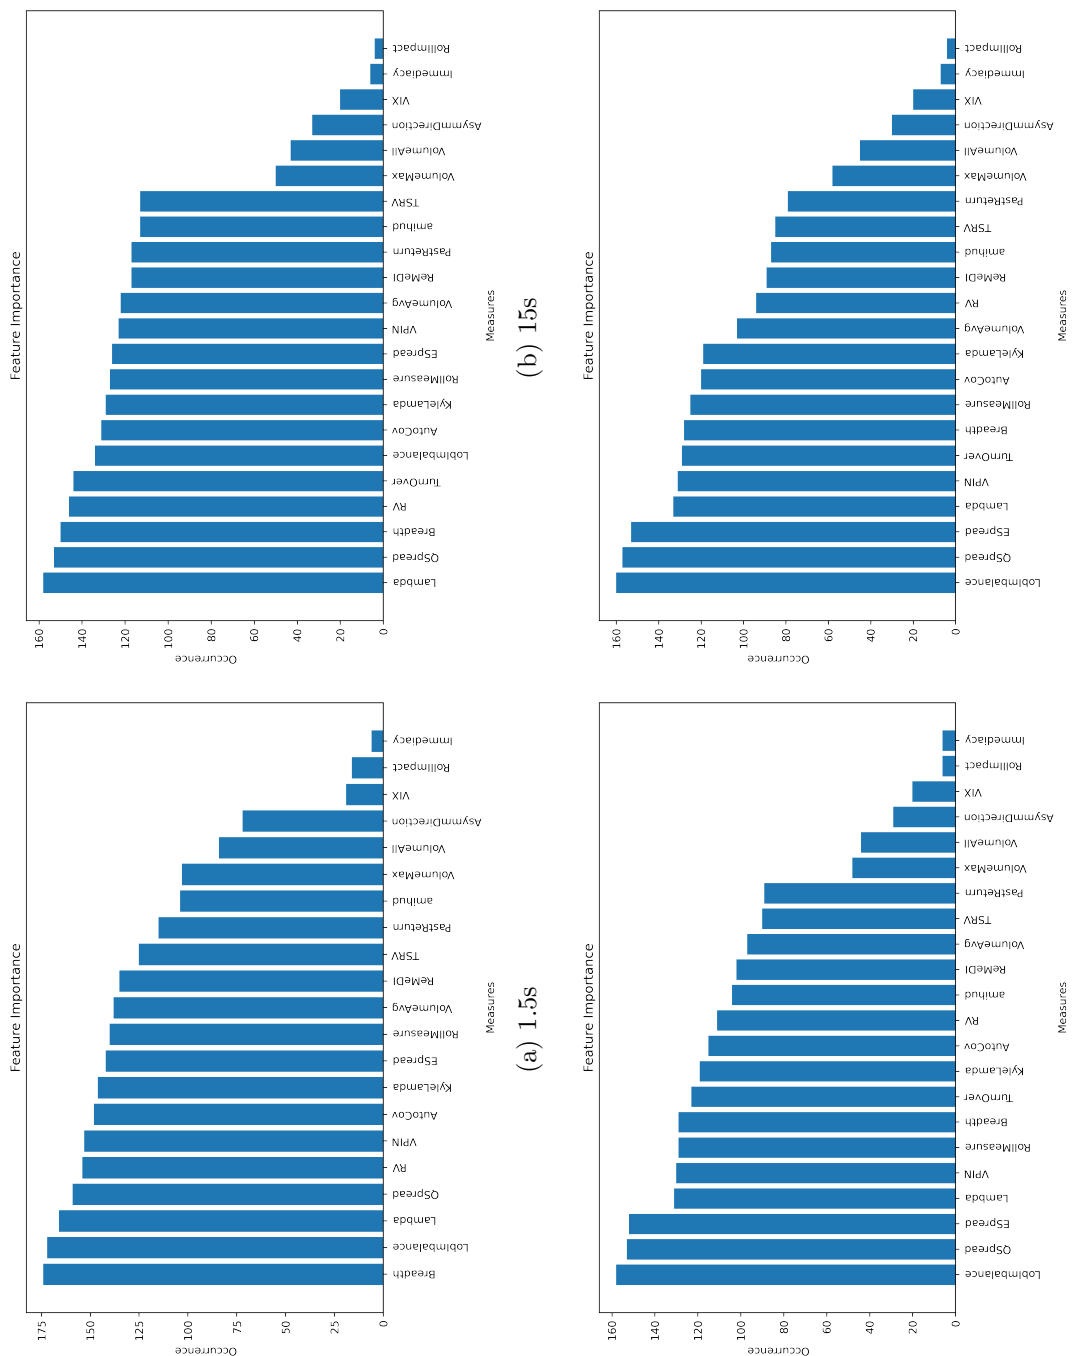 Feature Importance
Occurrence
175
150
125
100
75
50
25
0
Breadth
LobImbalance
Lambda
QSpread
RV
VPIN
AutoCov
KyleLamda
ESpread
RollMeasure
VolumeAvg
ReMeDI
TSRV
PastReturn
amihud
VolumeMax
VolumeAll
AsymmDirection
VIX
RollImpact
Immediacy
Measures
(a) 1.5s
Feature Importance
Occurrence
160
140
120
100
80
60
40
20
0
Lambda
QSpread
Breadth
RV
TurnOver
LobImbalance
AutoCov
KyleLamda
RollMeasure
ESpread
VPIN
VolumeAvg
ReMeDI
PastReturn
amihud
TSRV
VolumeMax
VolumeAll
AsymmDirection
VIX
Immediacy
RollImpact
Measures
(b) 15s
Feature Importance
Occurrence
160
140
120
100
80
60
40
20
0
LobImbalance
QSpread
ESpread
Lambda
VPIN
RollMeasure
Breadth
TurnOver
KyleLamda
AutoCov
RV
amihud
ReMeDI
VolumeAvg
TSRV
PastReturn
VolumeMax
VolumeAll
AsymmDirection
VIX
RollImpact
Immediacy
Measures
Feature Importance
Occurrence
160
140
120
100
80
60
40
20
0
LobImbalance
QSpread
ESpread
Lambda
VPIN
TurnOver
Breadth
RollMeasure
AutoCov
KyleLamda
VolumeAvg
RV
ReMeDI
amihud
TSRV
PastReturn
VolumeMax
VolumeAll
AsymmDirection
VIX
Immediacy
RollImpact
Measures